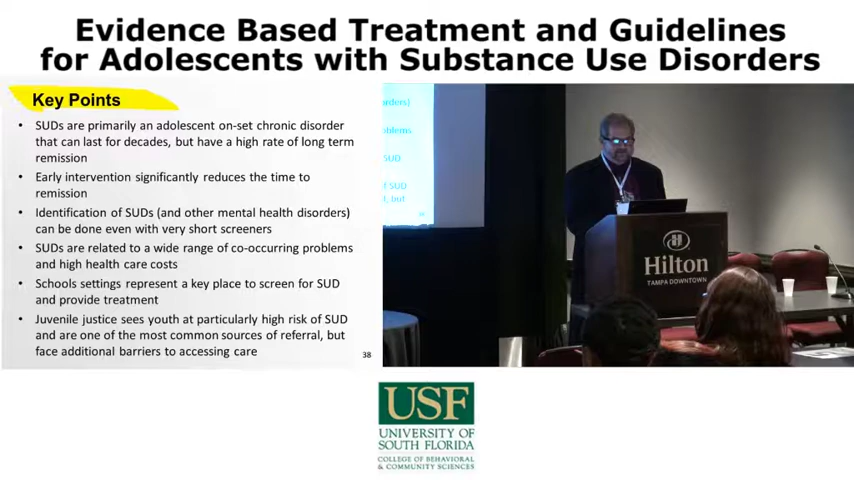 Evidence Based Treatment and Guidelines
for Adolescents with Substance Use Disorders
Key Points
• SUDs are primarily an adolescent on-set chronic disorder
that can last for decades, but have a high rate of long term
remission
• Early intervention significantly reduces the time to
remission
• Identification of SUDs (and other mental health disorders)
can be done even with very short screeners
• SUDs are related to a wide range of co-occurring problems
and high health care costs
• Schools settings represent a key place to screen for SUD
and provide treatment
• Juvenile justice sees youth at particularly high risk of SUD
and are one of the most common sources of referral, but
face additional barriers to accessing care
38
orders)
oblems
SUD
f SUD
, but
Hilton
TAMPA DOWNTOWN
USF
UNIVERSITY OF
SOUTH FLORIDA
COLLEGE OF BEHAVIORAL
& COMMUNITY SCIENCES